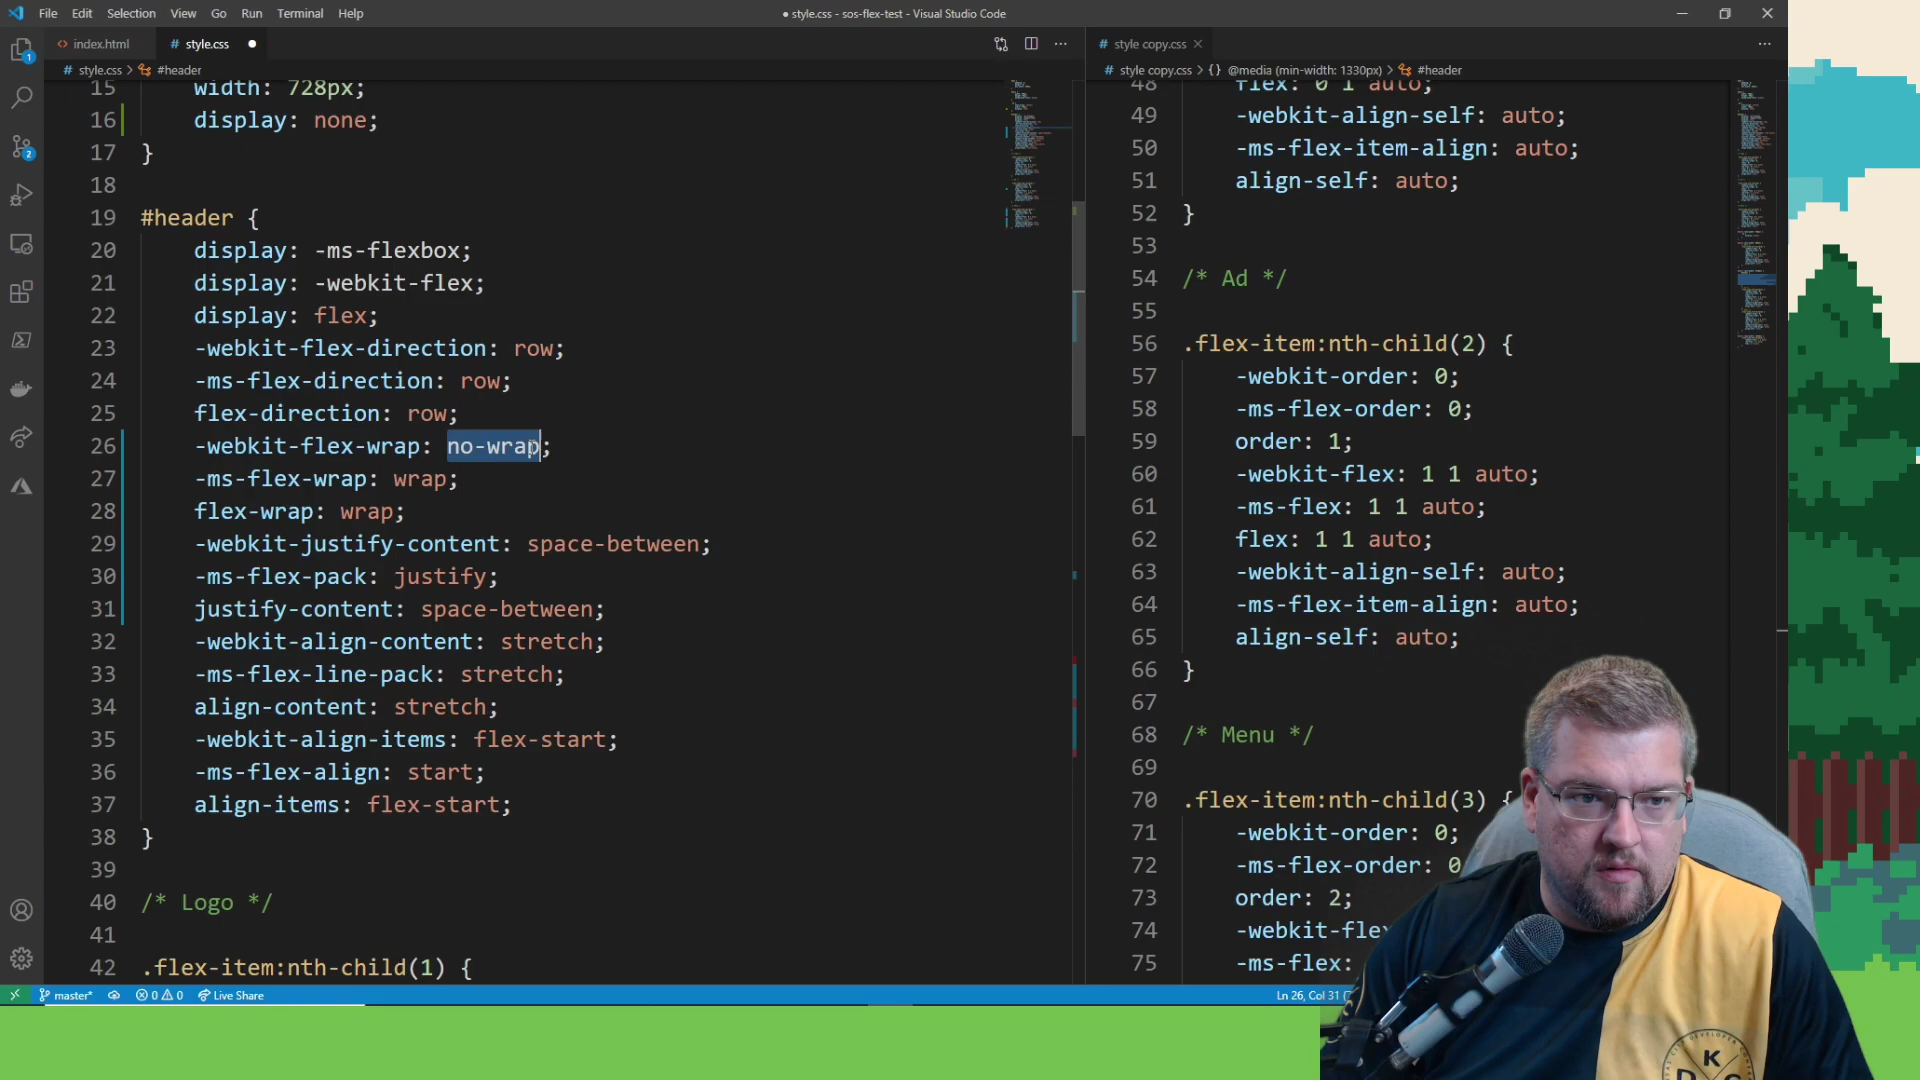 File Edit Selection View Go Run Terminal Help
● style.css - sos-flex-test - Visual Studio Code
index.html
# style.css ●
# style.css > #header
15 width: 728px;
16 display: none;
17 }
18
19 #header {
20 display: -ms-flexbox;
21 display: -webkit-flex;
22 display: flex;
23 -webkit-flex-direction: row;
24 -ms-flex-direction: row;
25 flex-direction: row;
26 -webkit-flex-wrap: no-wrap;
27 -ms-flex-wrap: wrap;
28 flex-wrap: wrap;
29 -webkit-justify-content: space-between;
30 -ms-flex-pack: justify;
31 justify-content: space-between;
32 -webkit-align-content: stretch;
33 -ms-flex-line-pack: stretch;
34 align-content: stretch;
35 -webkit-align-items: flex-start;
36 -ms-flex-align: start;
37 align-items: flex-start;
38 }
39
40 /* Logo */
41
42 .flex-item:nth-child(1) {
# style copy.css
# style copy.css > {} @media (min-width: 1330px) > #header
48 flex: 0 1 auto;
49 -webkit-align-self: auto;
50 -ms-flex-item-align: auto;
51 align-self: auto;
52 }
53
54 /* Ad */
55
56 .flex-item:nth-child(2) {
57 -webkit-order: 0;
58 -ms-flex-order: 0;
59 order: 1;
60 -webkit-flex: 1 1 auto;
61 -ms-flex: 1 1 auto;
62 flex: 1 1 auto;
63 -webkit-align-self: auto;
64 -ms-flex-item-align: auto;
65 align-self: auto;
66 }
67
68 /* Menu */
69
70 .flex-item:nth-child(3) {
71 -webkit-order: 0;
72 -ms-flex-order: 0
73 order: 2;
74 -webkit-flex
75 -ms-flex:
1
2
master* 0 0 Live Share
Ln 26, Col 31
K